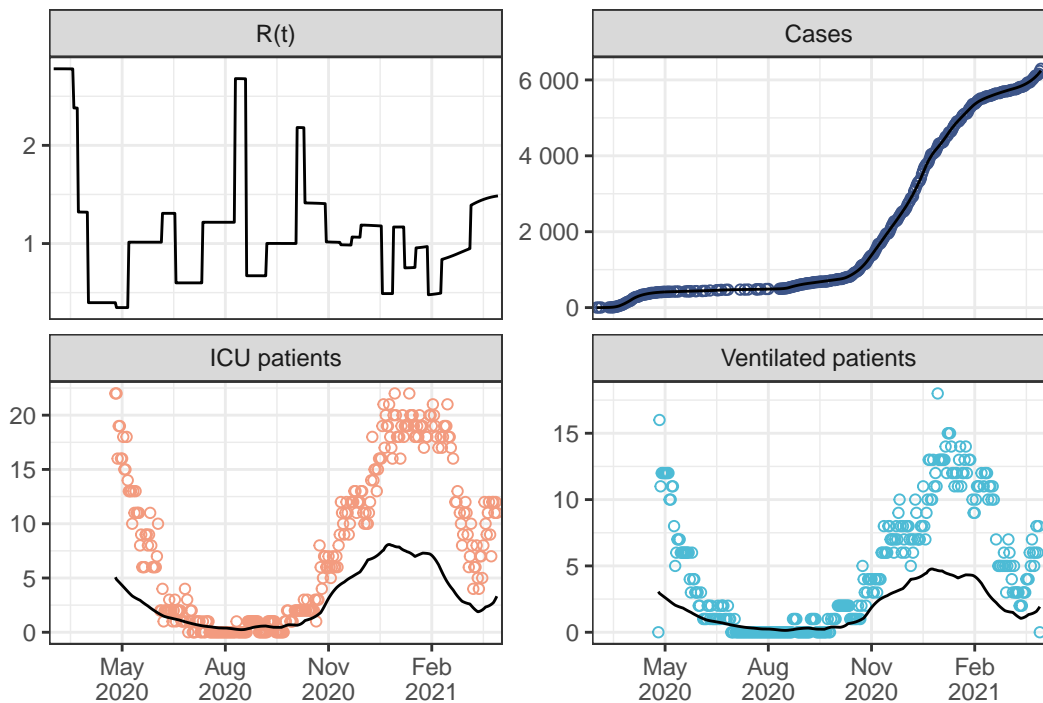 R(t)
Cases
2
1
6 000
4 000
2 000
0
ICU patients
Ventilated patients
20
15
10
5
0
15
10
5
0
May Aug Nov Feb
2020 2020 2020 2021
May Aug Nov Feb
2020 2020 2020 2021